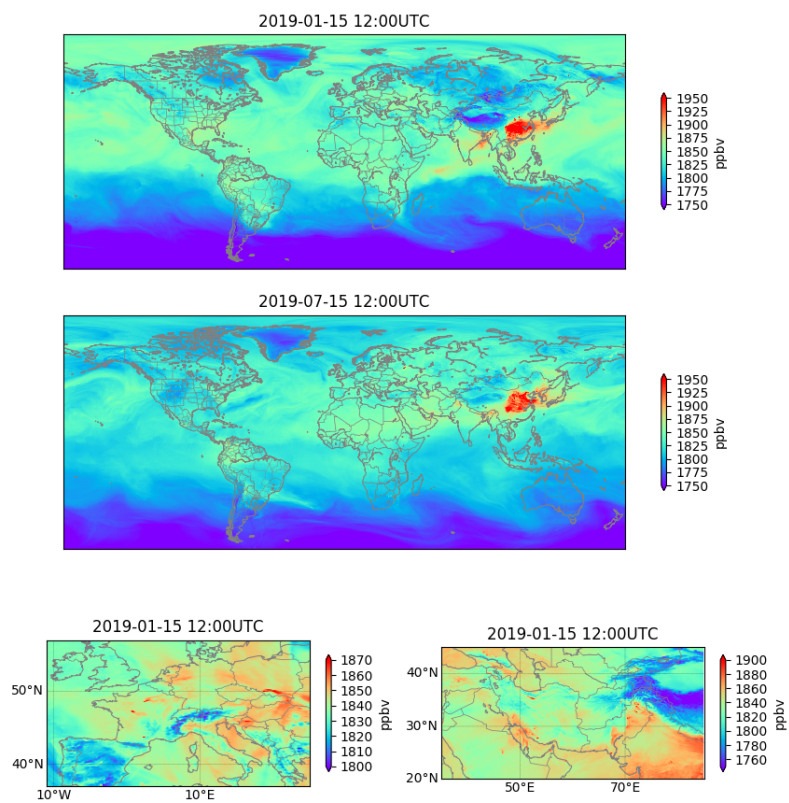 2019-01-15 12:00UTC
1950
1925
1900
1875
1850
1825
1800
1775
1750
ppbv
2019-07-15 12:00UTC
1950
1925
1900
1875
1850
1825
1800
1775
1750
ppbv
2019-01-15 12:00UTC
50°N
40°N
10°W
10°E
1870
1860
1850
1840
1830
1820
1810
1800
ppbv
2019-01-15 12:00UTC
40°N
30°N
20°N
50°E
70°E
1900
1880
1860
1840
1820
1800
1780
1760
ppbv